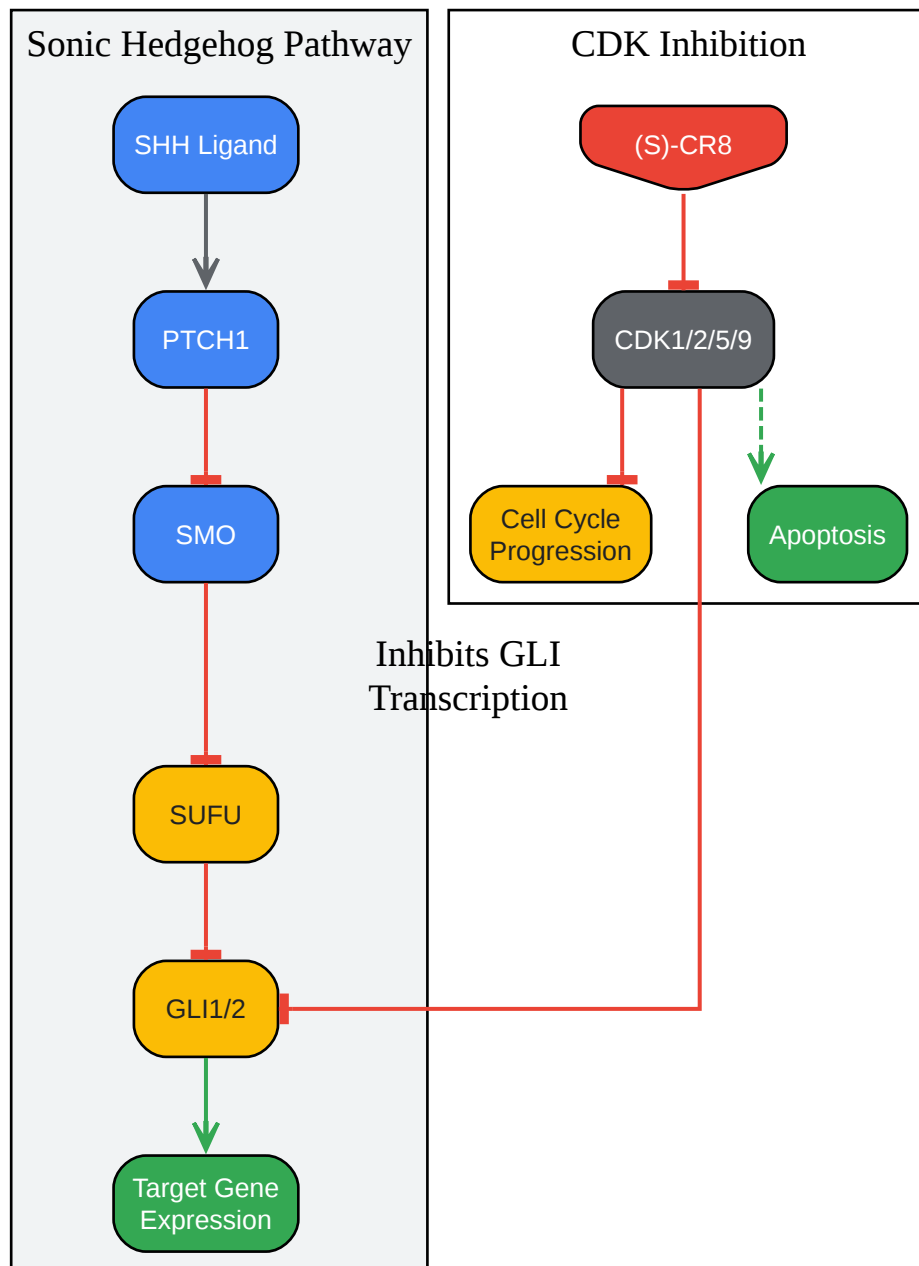 Sonic Hedgehog Pathway
SHH Ligand
PTCH1
SMO
SUFU
GLI1/2
Target Gene
Expression
CDK Inhibition
(S)-CR8
CDK1/2/5/9
Cell Cycle
Progression
Apoptosis
Inhibits GLI
Transcription